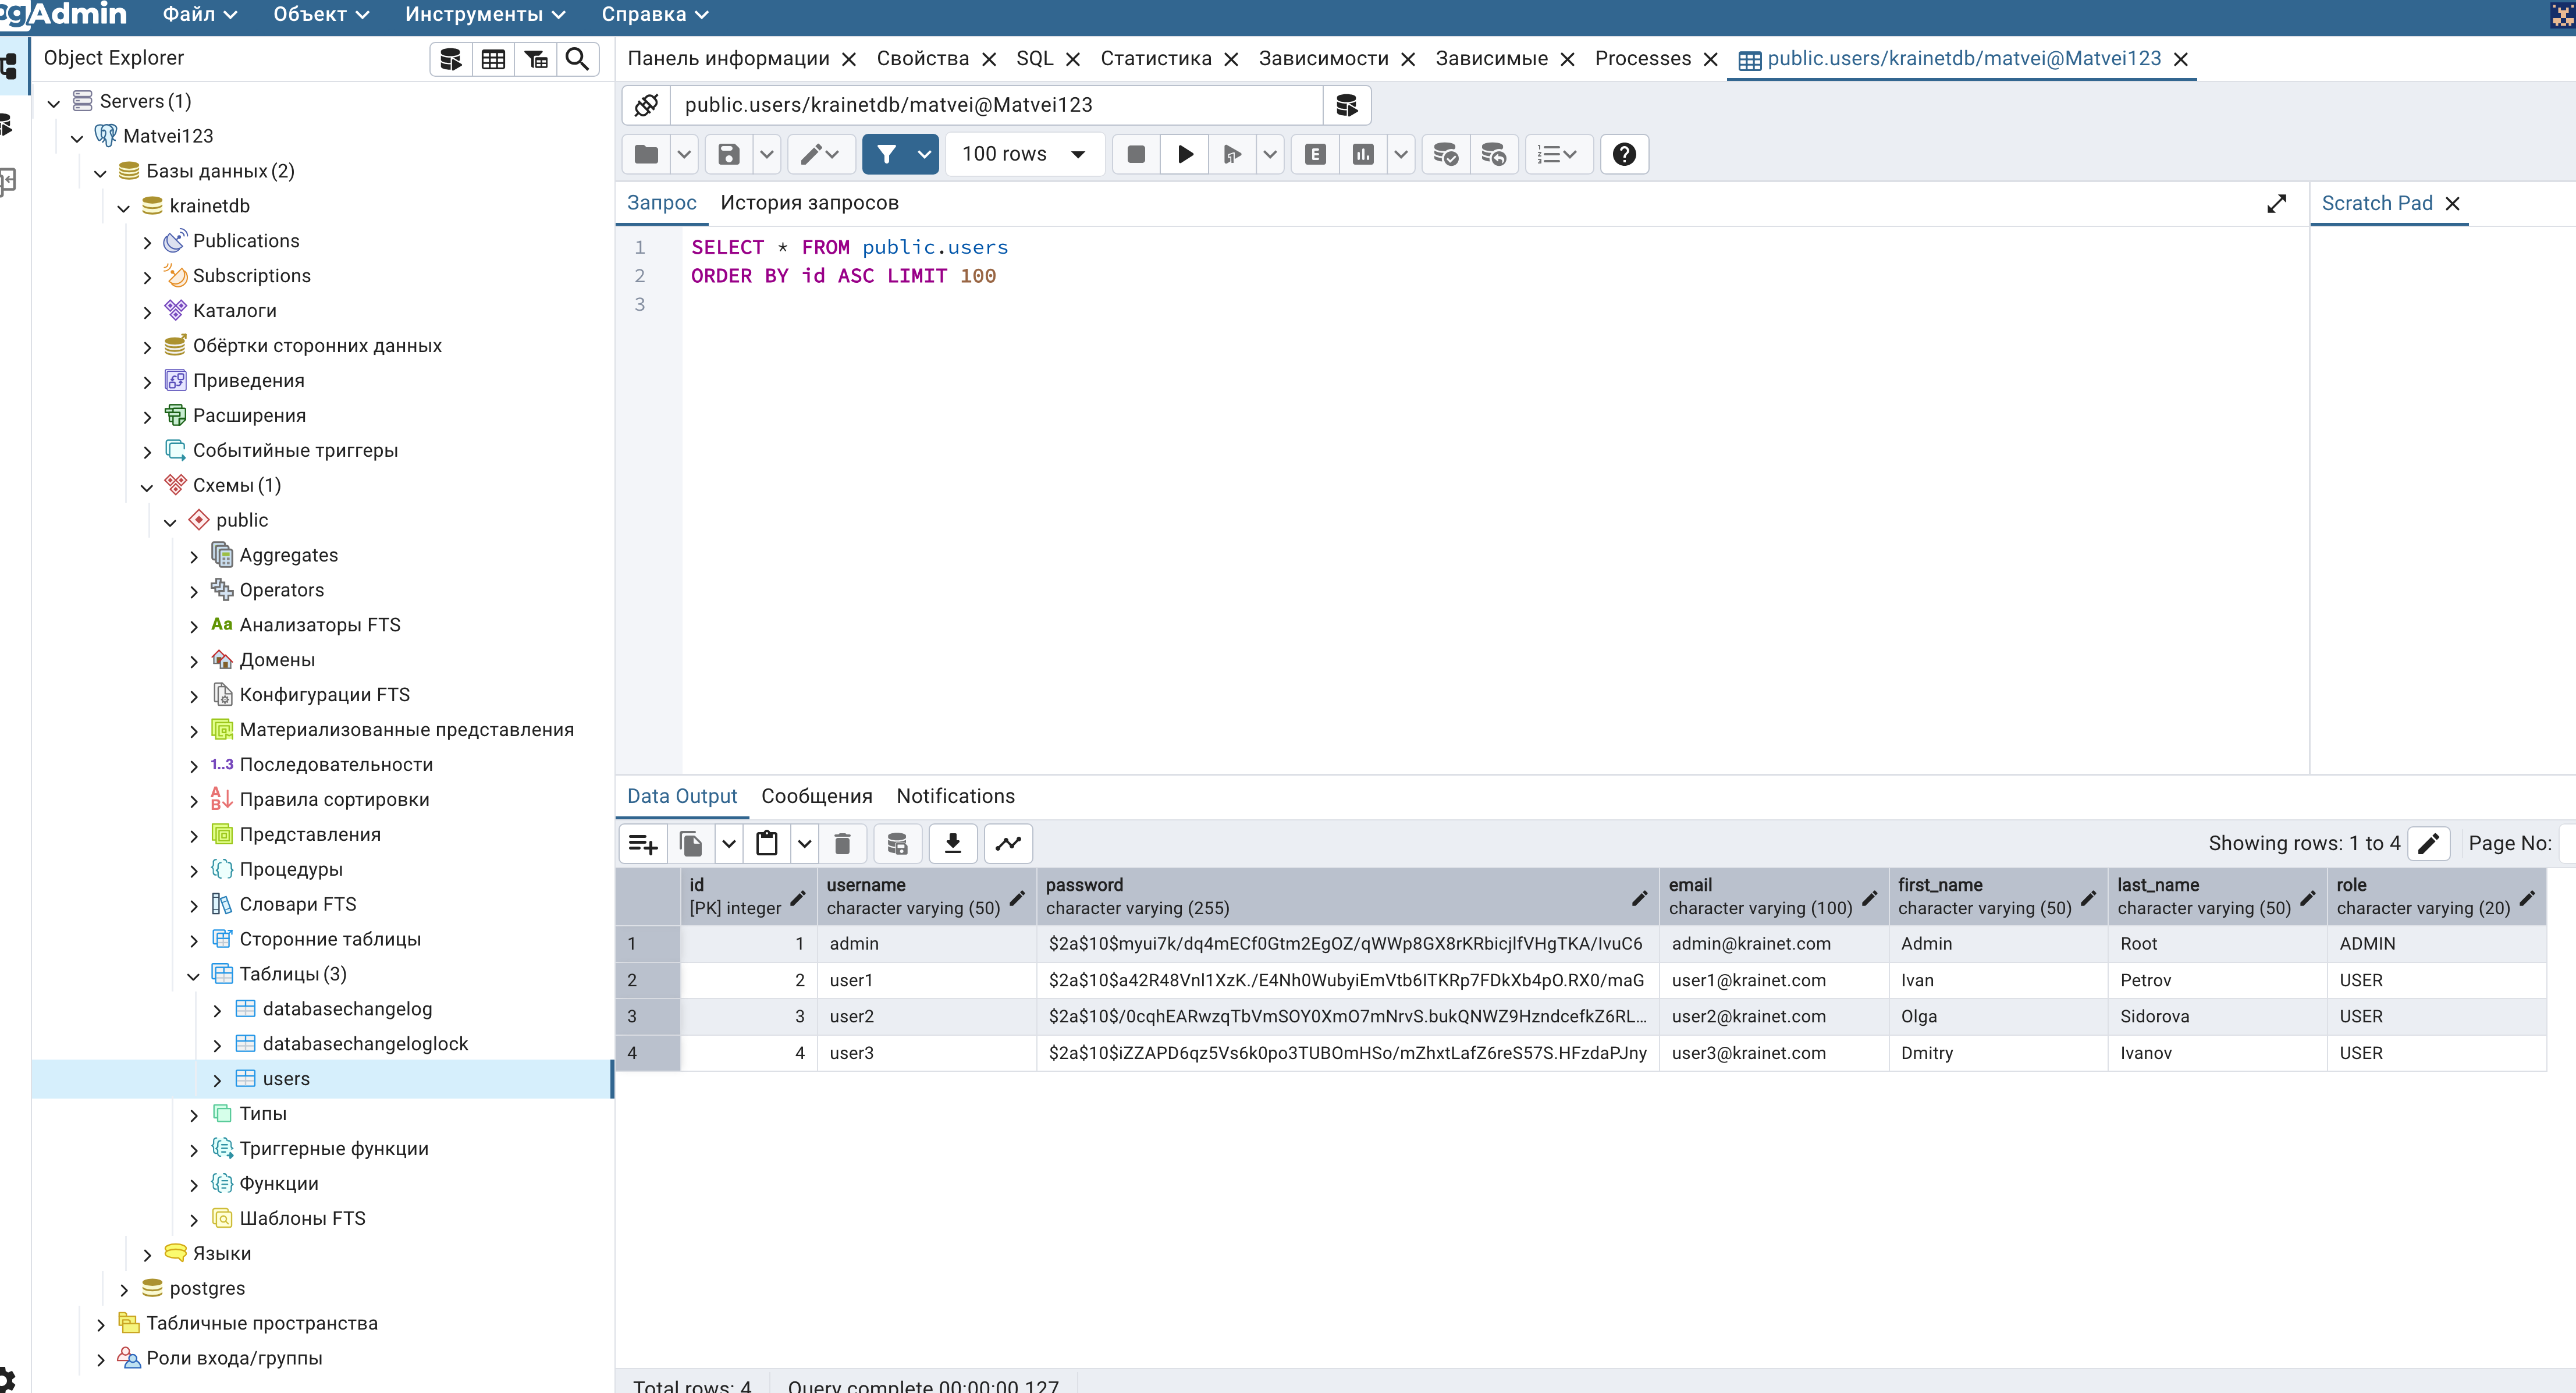 pgAdmin Файл Объект Инструменты Справка
Object Explorer
Servers (1)
Matvei123
Базы данных (2)
krainetdb
Publications
Subscriptions
Каталоги
Обёртки сторонних данных
Приведения
Расширения
Событийные триггеры
Схемы (1)
public
Aggregates
Operators
Aa Анализаторы FTS
Домены
Конфигурации FTS
Материализованные представления
1..3 Последовательности
Правила сортировки
Представления
Процедуры
Словари FTS
Сторонние таблицы
Таблицы (3)
databasechangelog
databasechangeloglock
users
Типы
Триггерные функции
Функции
Шаблоны FTS
Языки
postgres
Табличные пространства
Роли входа/группы
Панель информации Свойства SQL Статистика Зависимости Зависимые Processes public.users/krainetdb/matvei@Matvei123
public.users/krainetdb/matvei@Matvei123
100 rows
Запрос История запросов
Scratch Pad
1 SELECT * FROM public.users
2 ORDER BY id ASC LIMIT 100
3
Data Output Сообщения Notifications
Showing rows: 1 to 4 Page No:
id username password email first_name last_name role
[PK] integer character varying (50) character varying (255) character varying (100) character varying (50) character varying (50) character varying (20)
1 1 admin $2a$10$myui7k/dq4mECf0Gtm2EgOZ/qWWp8GX8rKRbicjlfVHgTKA/IvuC6 admin@krainet.com Admin Root ADMIN
2 2 user1 $2a$10$a42R48VnI1XzK./E4Nh0WubyiEmVtb6ITKRp7FDkXb4pO.RX0/maG user1@krainet.com Ivan Petrov USER
3 3 user2 $2a$10$/0cqhEARwzqTbVmSOY0XmO7mNrvS.bukQNWZ9HzndcefkZ6RL... user2@krainet.com Olga Sidorova USER
4 4 user3 $2a$10$iZZAPD6qz5Vs6k0po3TUBOmHSo/mZhxtLafZ6reS57S.HFzdaPJny user3@krainet.com Dmitry Ivanov USER
Total rows: 4 Query complete 00:00:00.127